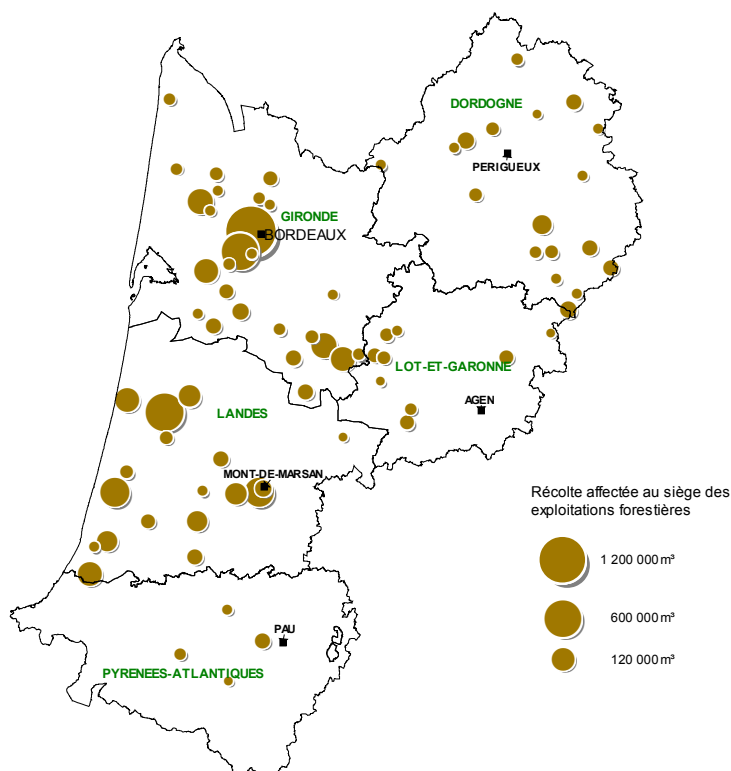 DORDOGNE
PERIGUEUX
GIRONDE
BORDEAUX
LOT-ET-GARONNE
AGEN
LANDES
MONT-DE-MARSAN
Récolte affectée au siège des
exploitations forestières
1 200 000 m³
600 000 m³
120 000 m³
PAU
PYRENEES-ATLANTIQUES